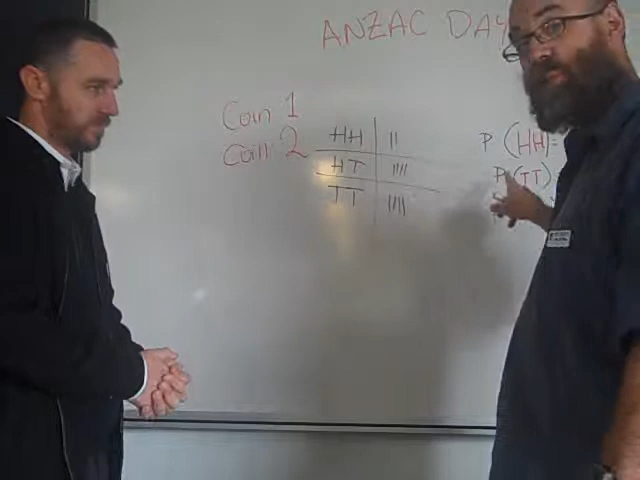 ANZAC DAY
Coin 1
Coin 2
HH ||
HT ||||
TT ||||
P (HH) =
P (TT)